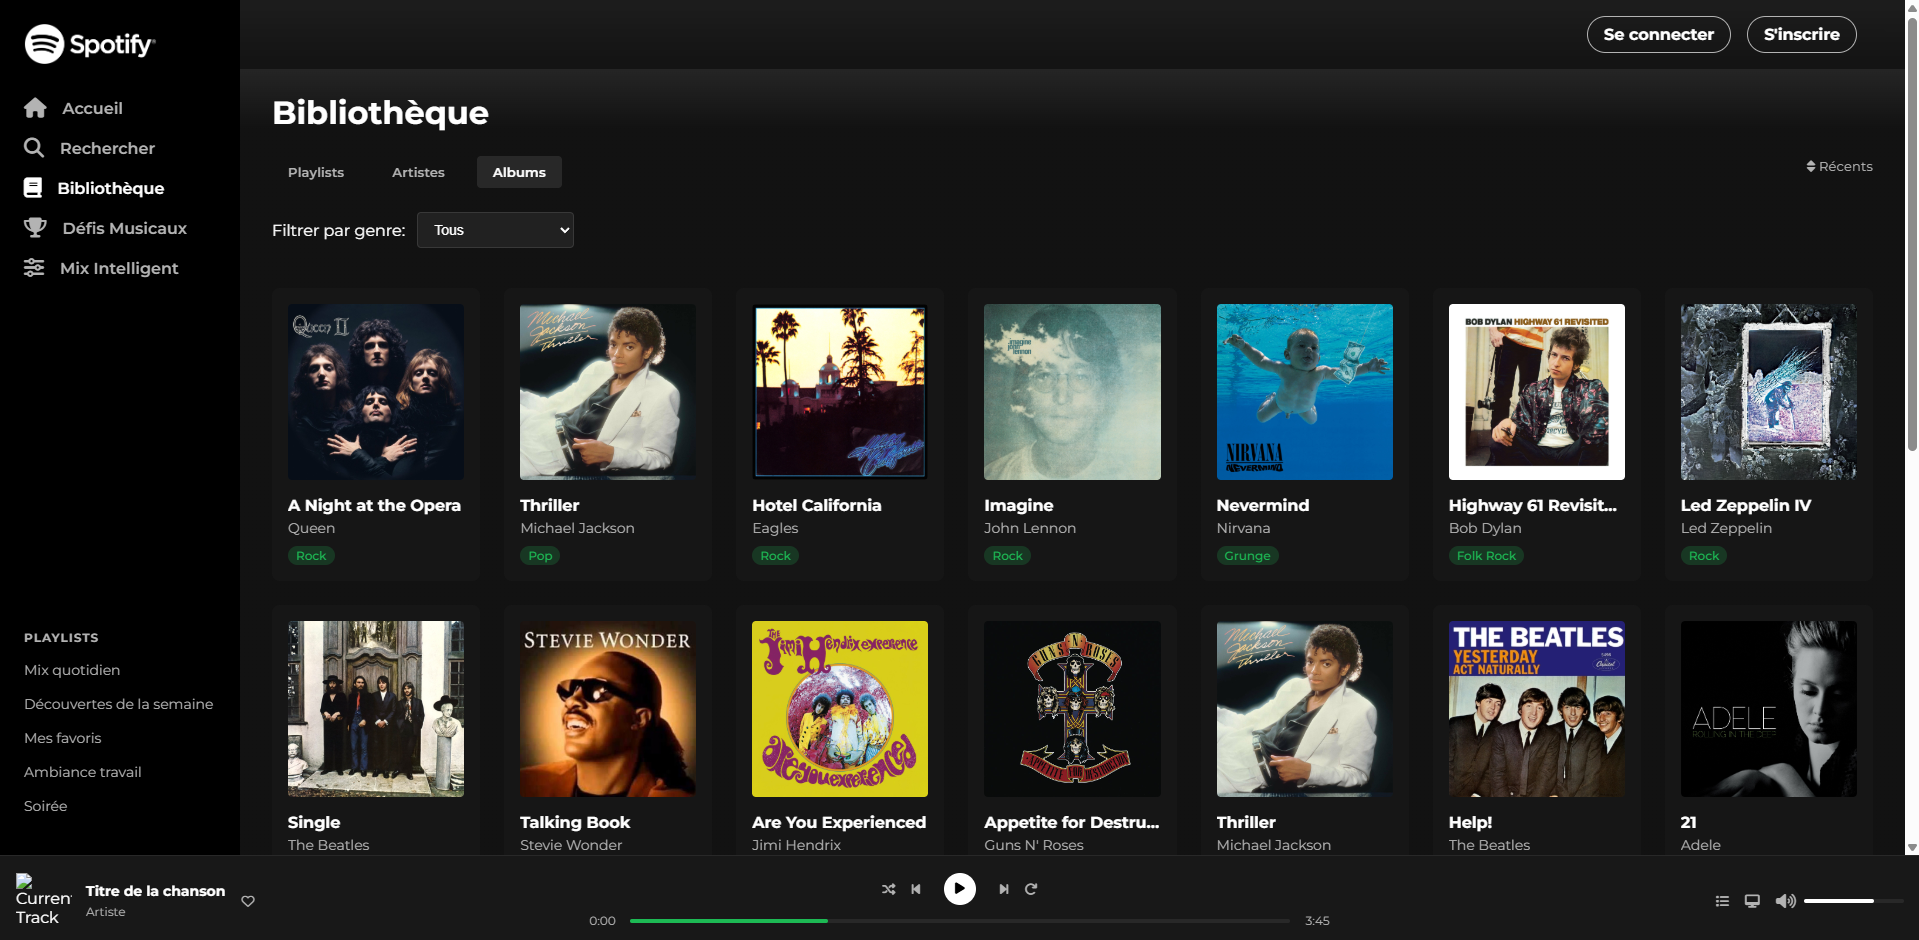 Spotify
Se connecter
S'inscrire
Accueil
Rechercher
Bibliothèque
Défis Musicaux
Mix Intelligent
PLAYLISTS
Mix quotidien
Découvertes de la semaine
Mes favoris
Ambiance travail
Soirée
Bibliothèque
Playlists
Artistes
Albums
Récents
Filtrer par genre:
Tous
Queen II
A Night at the Opera
Queen
Rock
Michael
Jackson
Thriller
Thriller
Michael Jackson
Pop
Hotel
California
Hotel California
Eagles
Rock
imagine
john
lennon
Imagine
John Lennon
Rock
NIRVANA
NEVERMIND
Nevermind
Nirvana
Grunge
BOB DYLAN HIGHWAY 61 REVISITED
Highway 61 Revisit...
Bob Dylan
Folk Rock
Led Zeppelin IV
Led Zeppelin
Rock
Single
The Beatles
STEVIE WONDER
Talking Book
Stevie Wonder
THE
Jimi Hendrix experience
are you experienced
Are You Experienced
Jimi Hendrix
GUNS N' ROSES
APPETITE FOR DESTRUCTION
Appetite for Destru...
Guns N' Roses
Michael
Jackson
Thriller
Thriller
Michael Jackson
THE BEATLES
YESTERDAY
ACT NATURALLY
Capitol
Help!
The Beatles
ADELE
ROLLING IN THE DEEP
21
Adele
Current
Track
Titre de la chanson
Artiste
0:00
3:45